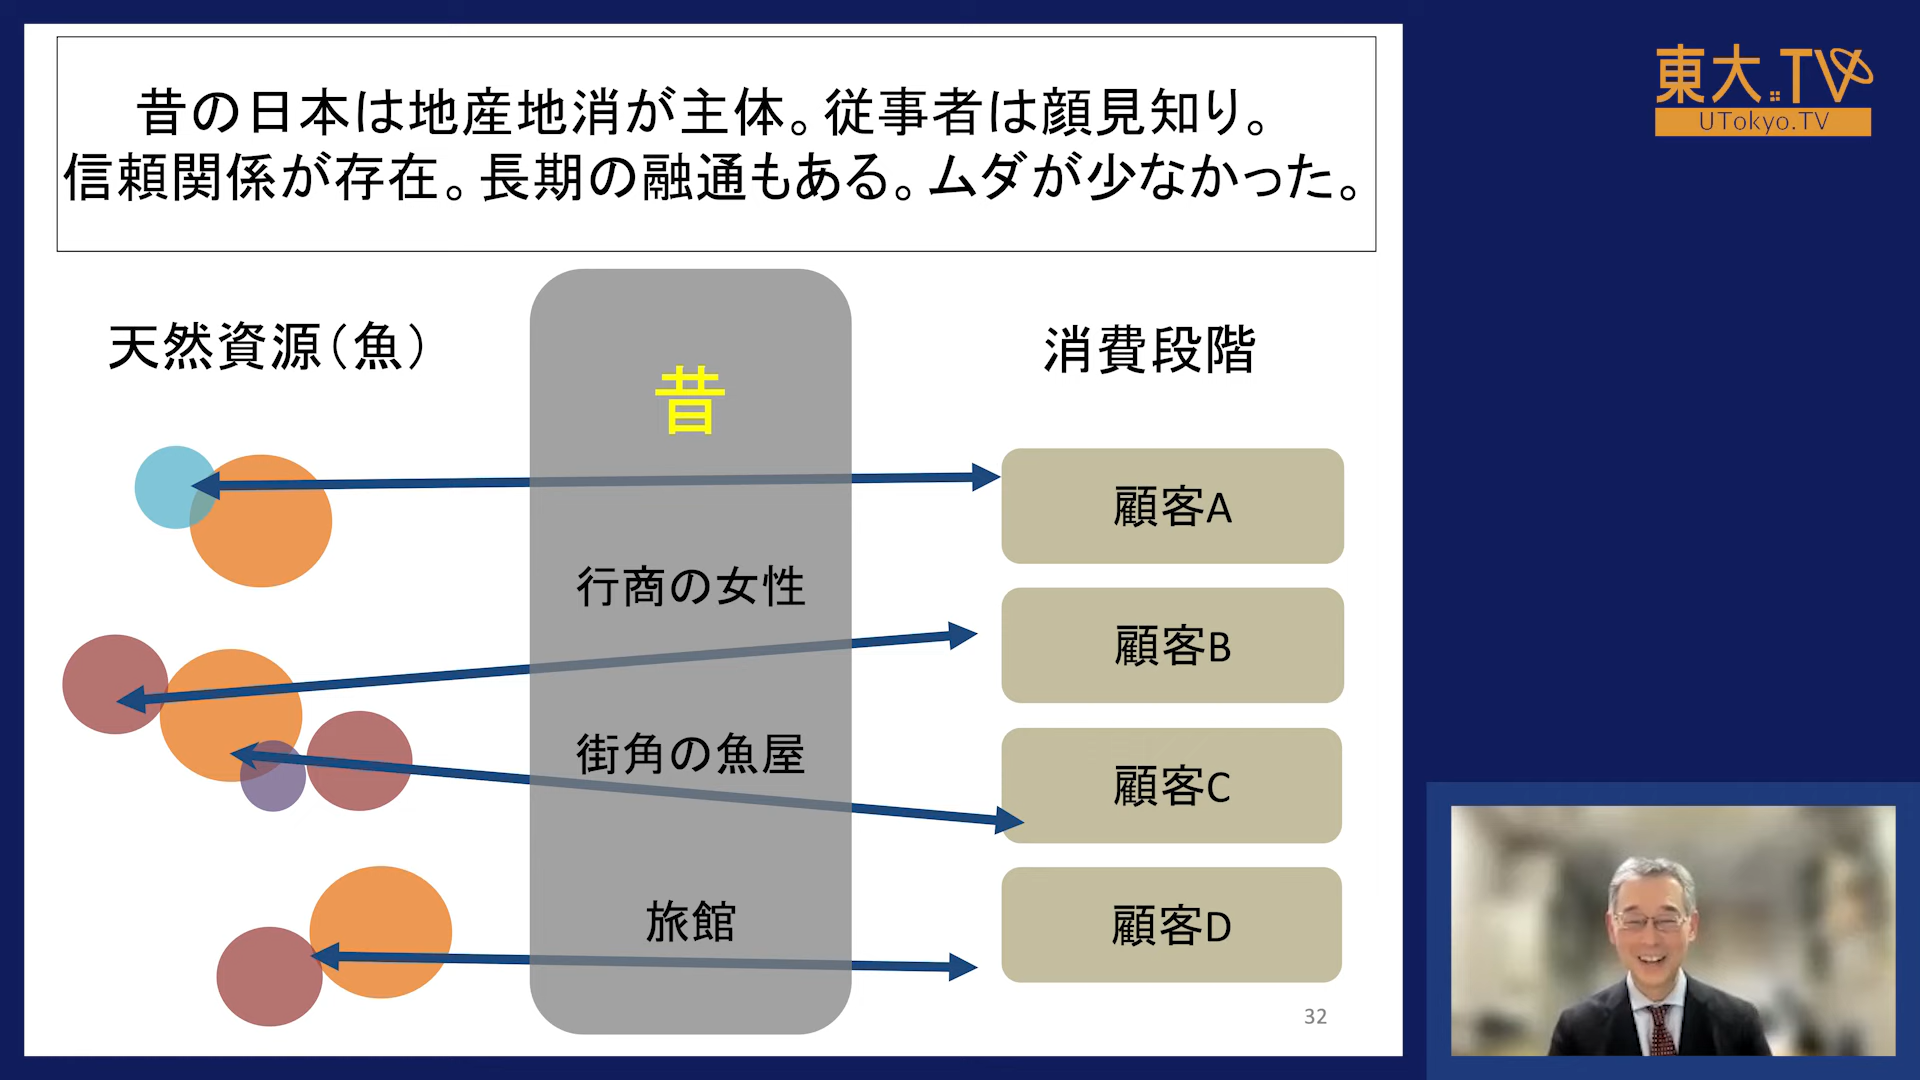 昔の日本は地産地消が主体。従事者は顔見知り。
信頼関係が存在。長期の融通もある。ムダが少なかった。
天然資源（魚）
昔
消費段階
行商の女性
街角の魚屋
旅館
顧客A
顧客B
顧客C
顧客D
32
東大TV
UTokyo.TV